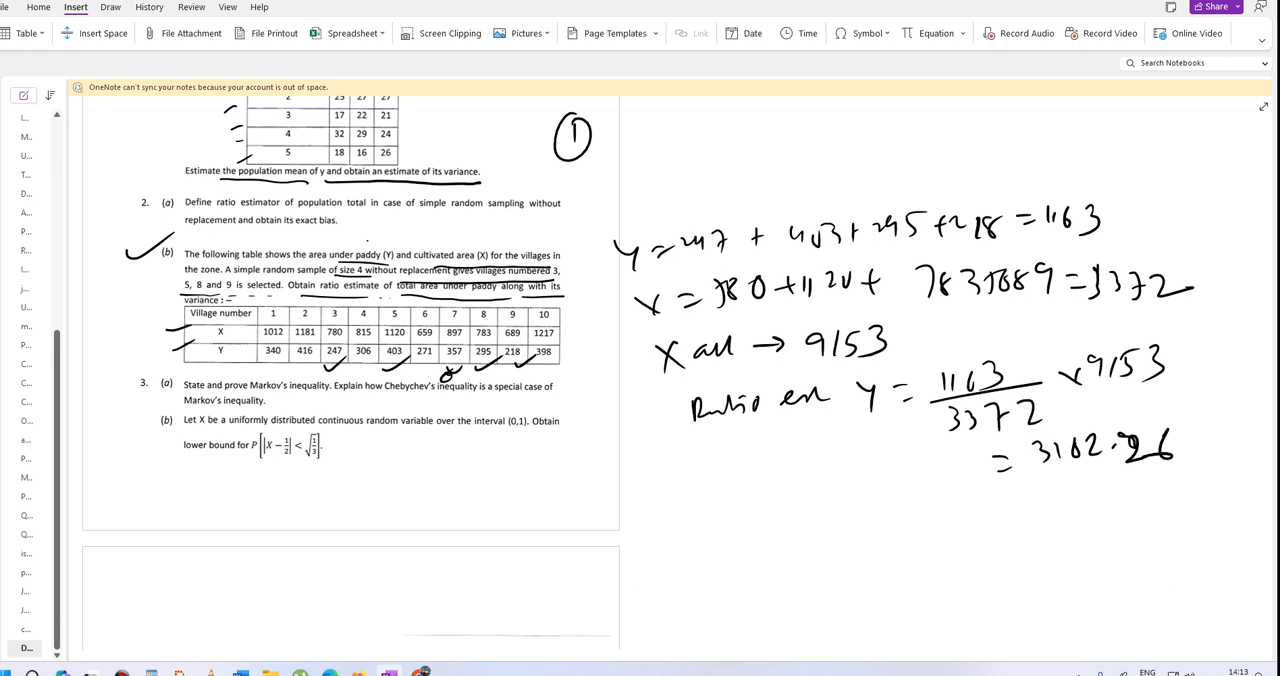 ile Home Insert Draw History Review View Help Share
Table Insert Space File Attachment File Printout Spreadsheet Screen Clipping Pictures Page Templates Link Date Time Symbol Equation Record Audio Record Video Online Video
Search Notebooks
OneNote can't sync your notes because your account is out of space.
I...
M..
U...
T...
D...
A...
P...
R...
I...
j...
U...
m...
P...
C...
C...
O...
a...
P...
M..
P...
Q...
Q...
is...
p...
J...
J...
c...
D...
2 23 27 27
3 17 22 21
4 32 29 24
5 18 16 26
1
Estimate the population mean of y and obtain an estimate of its variance.
2. (a) Define ratio estimator of population total in case of simple random sampling without
replacement and obtain its exact bias.
(b) The following table shows the area under paddy (Y) and cultivated area (X) for the villages in
the zone. A simple random sample of size 4 without replacement gives villages numbered 3,
5, 8 and 9 is selected. Obtain ratio estimate of total area under paddy along with its
variance : –
Village number 1 2 3 4 5 6 7 8 9 10
X 1012 1181 780 815 1120 659 897 783 689 1217
Y 340 416 247 306 403 271 357 295 218 398
3. (a) State and prove Markov's inequality. Explain how Chebychev's inequality is a special case of
Markov's inequality.
(b) Let X be a uniformly distributed continuous random variable over the interval (0,1). Obtain
lower bound for P[|X − 1/2| < √1/3].
Y = 247 + 403 + 295 + 218 = 1163
X = 780 + 1120 + 783 + 689 = 3372
X all → 9153
Ratio est Y = 1163/3372 × 9153
= 3102.26
ENG 14:13